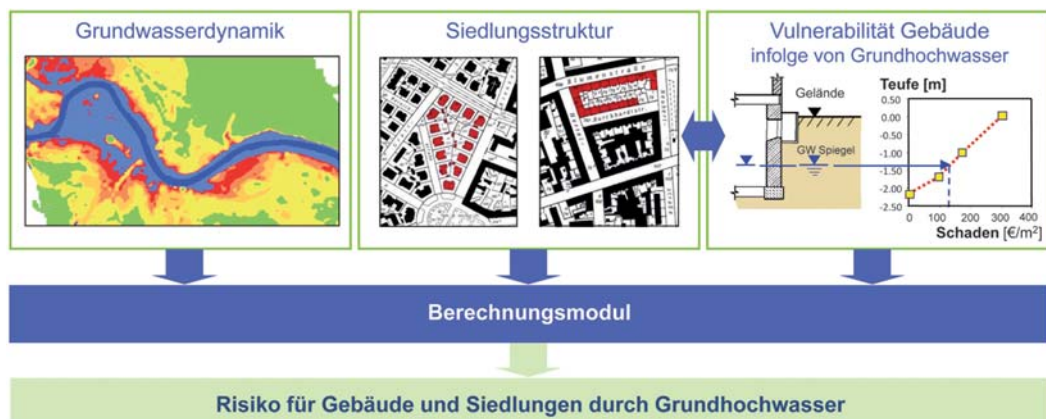 Grundwasserdynamik
Siedlungsstruktur
Vulnerabilität Gebäude
infolge von Grundhochwasser
Blumenstraße
Gelände
GW Spiegel
Teufe [m]
0.50
0.00
-0.50
-1.00
-1.50
-2.00
-2.50
0
100
200
300
400
Schaden [€/m²]
Berechnungsmodul
Risiko für Gebäude und Siedlungen durch Grundhochwasser